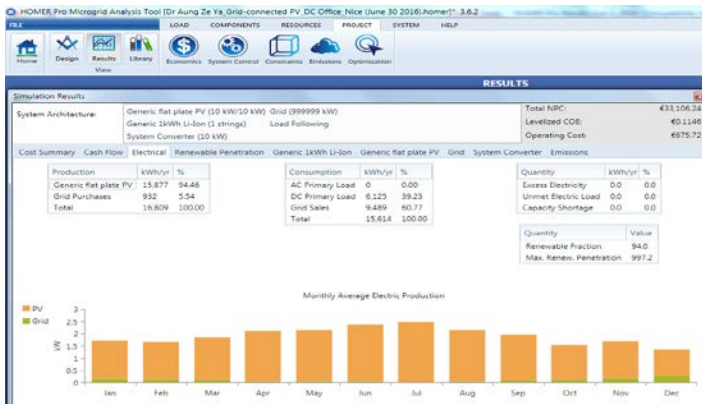 HOMER Pro Microgrid Analysis Tool [Dr Aung Ze Ya_Grid-connected PV_DC Office_Nice (June 30 2016).homer]* 3.6.2
FILE LOAD COMPONENTS RESOURCES PROJECT SYSTEM HELP
Home Design Results Library Economics System Control Constraints Emissions Optimization
View
RESULTS
Simulation Results
System Architecture: Generic flat plate PV (10 kW/10 kW) Grid (999999 kW) Total NPC: €33,106.24
Generic 1kWh Li-Ion (1 strings) Load Following Levelized COE: €0.1146
System Converter (10 kW) Operating Cost: €675.72
Cost Summary Cash Flow Electrical Renewable Penetration Generic 1kWh Li-Ion Generic flat plate PV Grid System Converter Emissions
Production kWh/yr %
Generic flat plate PV 15,877 94.46
Grid Purchases 932 5.54
Total 16,809 100.00
Consumption kWh/yr %
AC Primary Load 0 0.00
DC Primary Load 6,125 39.23
Grid Sales 9,489 60.77
Total 15,614 100.00
Quantity kWh/yr %
Excess Electricity 0.0 0.0
Unmet Electric Load 0.0 0.0
Capacity Shortage 0.0 0.0
Quantity Value
Renewable Fraction 94.0
Max. Renew. Penetration 997.2
Monthly Average Electric Production
PV
Grid
kW
3
2.5
2
1.5
1
0.5
0
Jan Feb Mar Apr May Jun Jul Aug Sep Oct Nov Dec